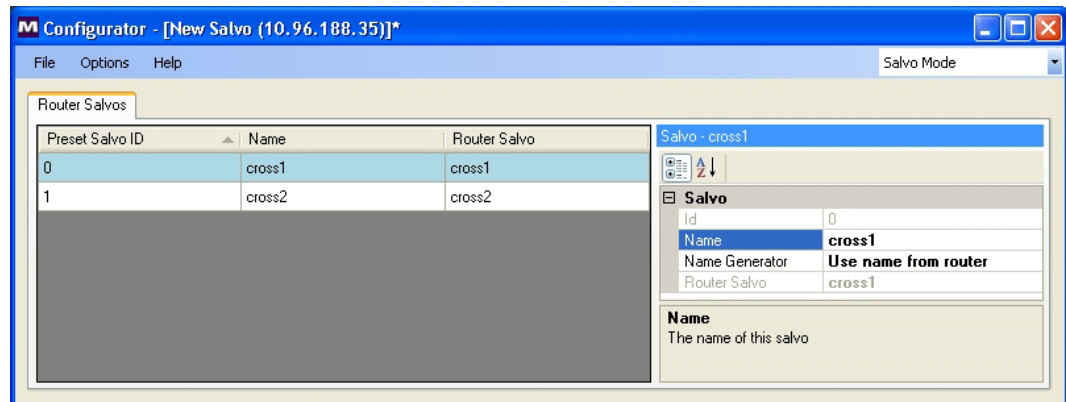 M Configurator - [New Salvo (10.96.188.35)]*
File Options Help Salvo Mode
Router Salvos
Preset Salvo ID Name Router Salvo
0 cross1 cross1
1 cross2 cross2
Salvo - cross1
A Z
Salvo
Id 0
Name cross1
Name Generator Use name from router
Router Salvo cross1
Name
The name of this salvo